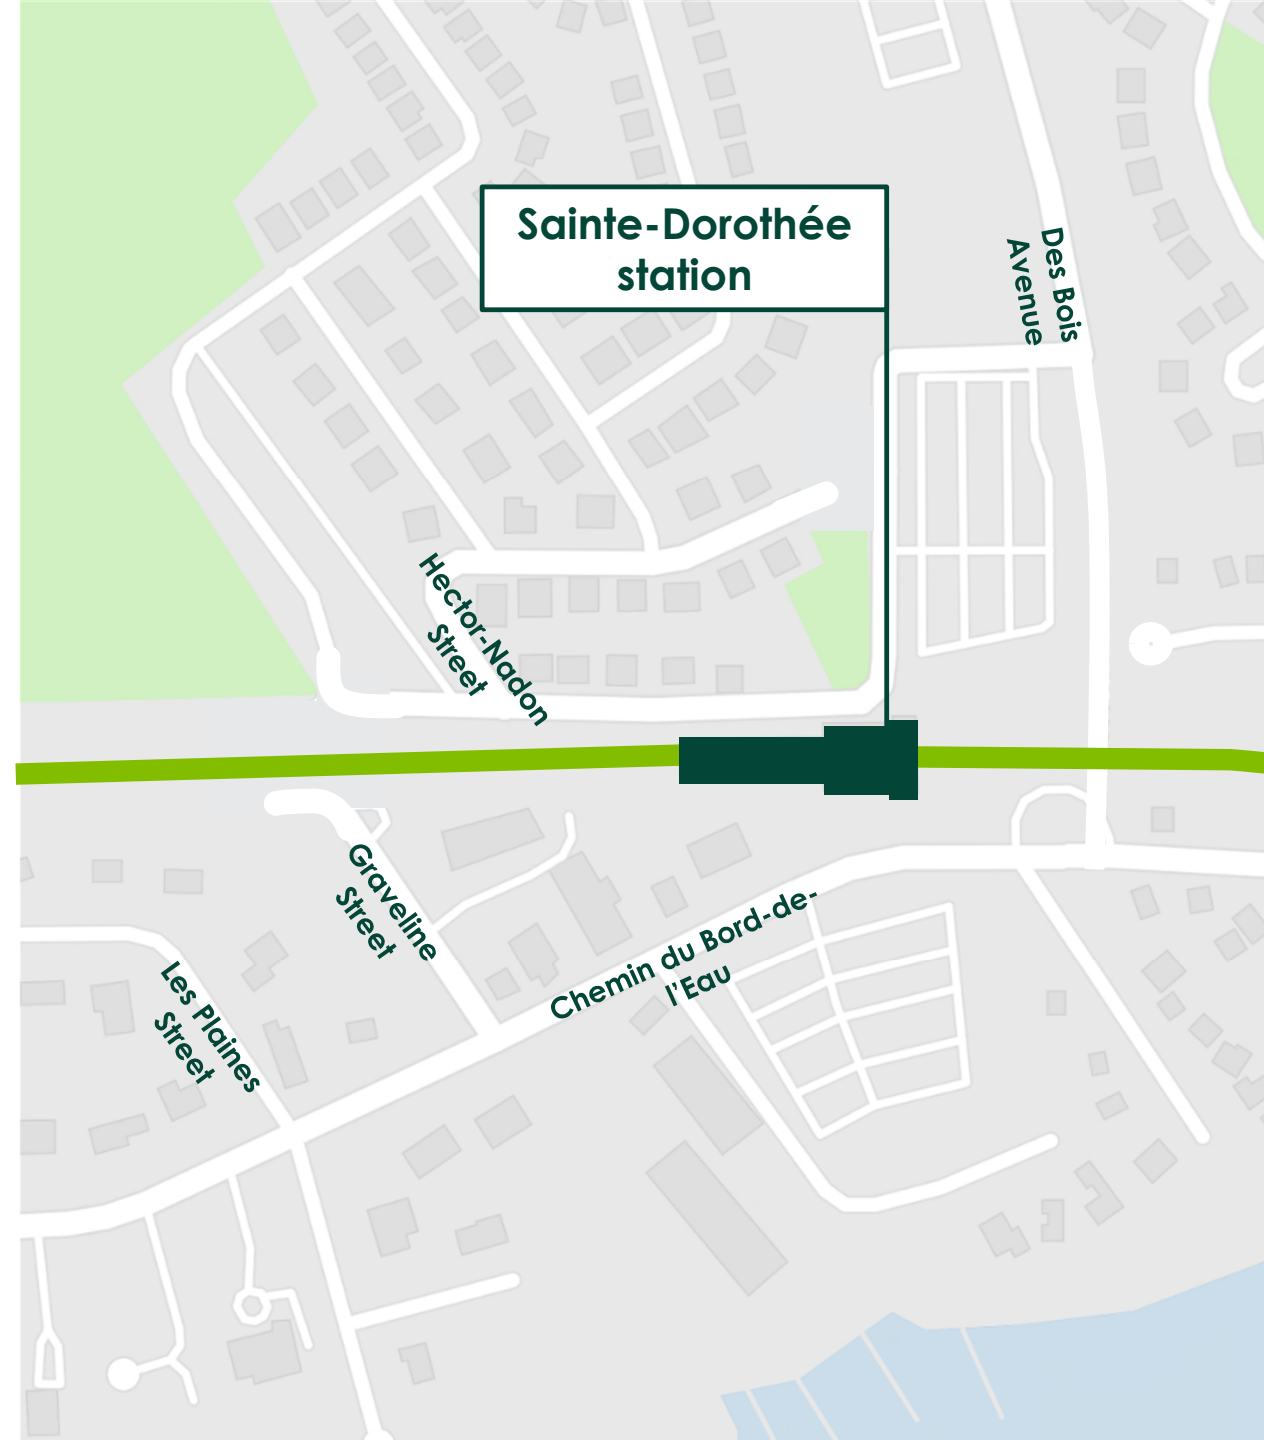 Sainte-Dorothée
station
Des Bois
Avenue
Hector-Nadon
Street
Graveline
Street
Les Plaines
Street
Chemin du Bord-de-
l'Eau